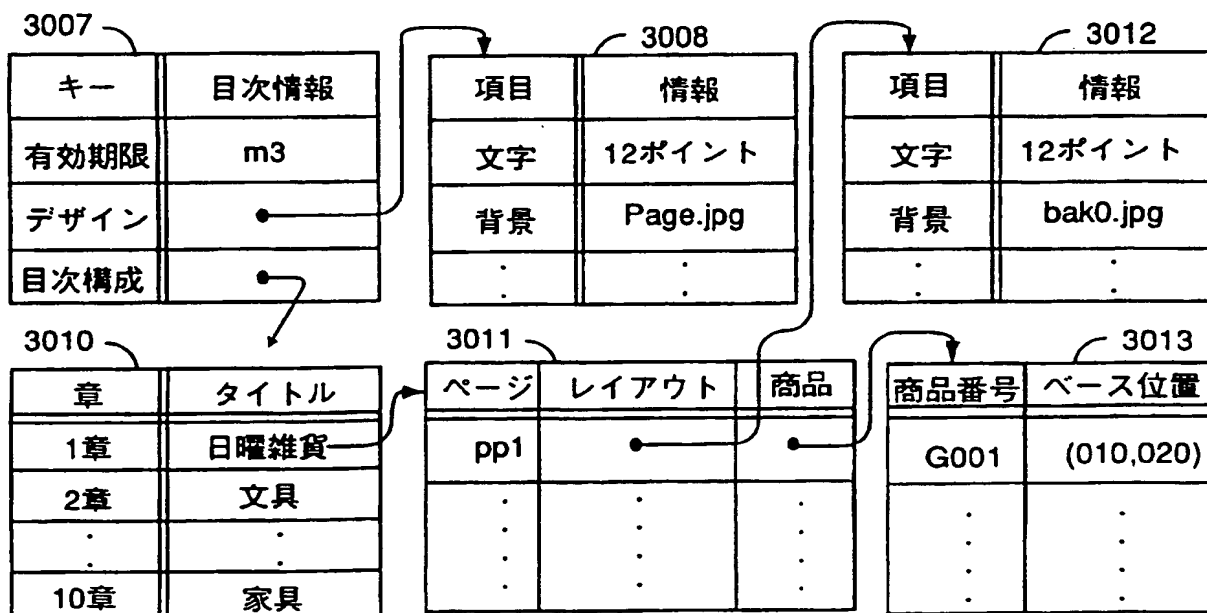 3007
キー 目次情報
有効期限 m3
デザイン
目次構成
3008
項目 情報
文字 12ポイント
背景 Page.jpg
3012
項目 情報
文字 12ポイント
背景 bak0.jpg
3010
章 タイトル
1章 日曜雑貨
2章 文具
10章 家具
3011
ページ レイアウト 商品
pp1
3013
商品番号 ベース位置
G001 (010,020)